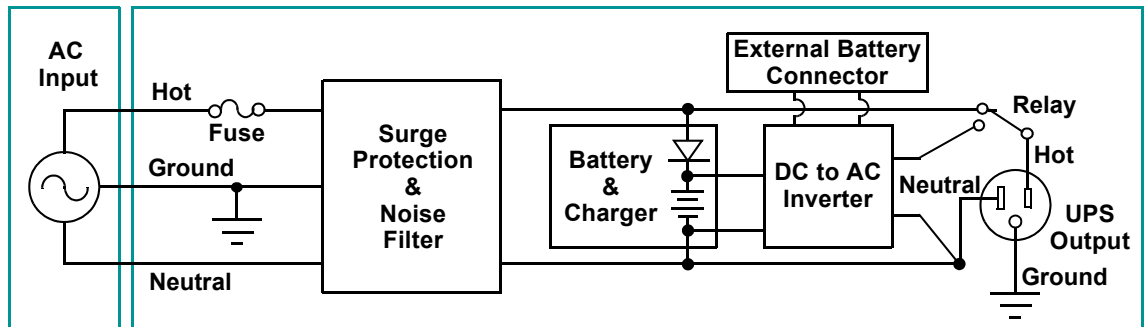 AC
Input
Hot
Fuse
Ground
Neutral
Surge
Protection
&
Noise
Filter
Battery
&
Charger
External Battery
Connector
DC to AC
Inverter
Relay
Hot
Neutral
UPS
Output
Ground